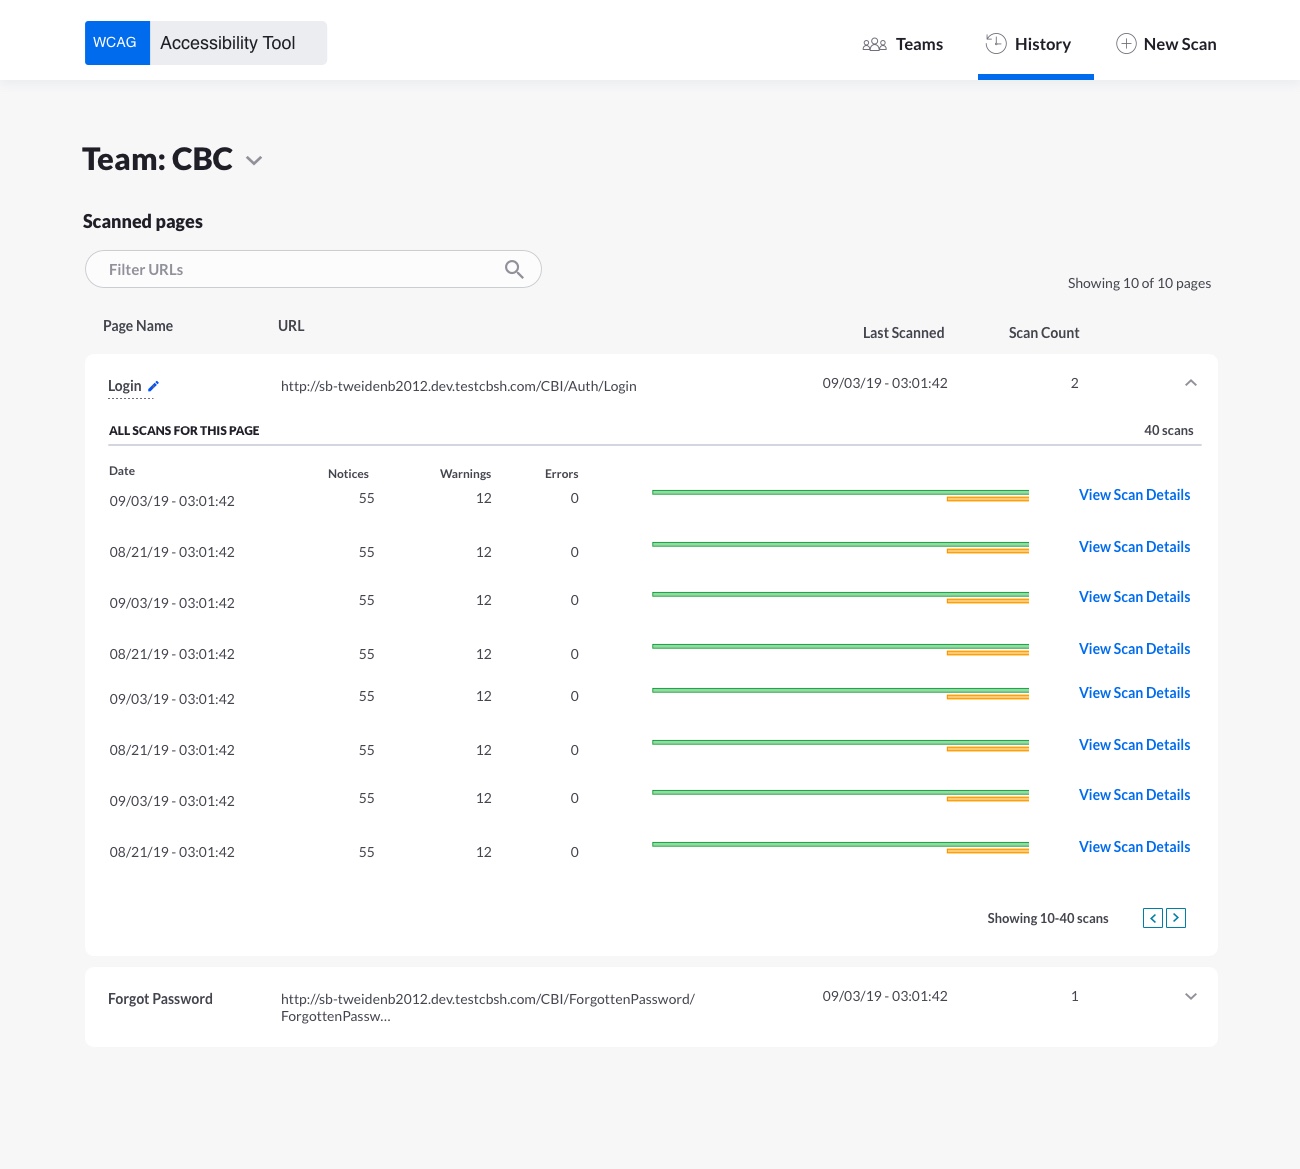 WCAG Accessibility Tool
Teams History New Scan
Team: CBC
Scanned pages
Filter URLs
Showing 10 of 10 pages
Page Name URL Last Scanned Scan Count
Login http://sb-tweidenb2012.dev.testcbsh.com/CBI/Auth/Login 09/03/19 - 03:01:42 2
ALL SCANS FOR THIS PAGE 40 scans
Date Notices Warnings Errors
09/03/19 - 03:01:42 55 12 0 View Scan Details
08/21/19 - 03:01:42 55 12 0 View Scan Details
09/03/19 - 03:01:42 55 12 0 View Scan Details
08/21/19 - 03:01:42 55 12 0 View Scan Details
09/03/19 - 03:01:42 55 12 0 View Scan Details
08/21/19 - 03:01:42 55 12 0 View Scan Details
09/03/19 - 03:01:42 55 12 0 View Scan Details
08/21/19 - 03:01:42 55 12 0 View Scan Details
Showing 10-40 scans
Forgot Password http://sb-tweidenb2012.dev.testcbsh.com/CBI/ForgottenPassword/ 09/03/19 - 03:01:42 1
ForgottenPassw...